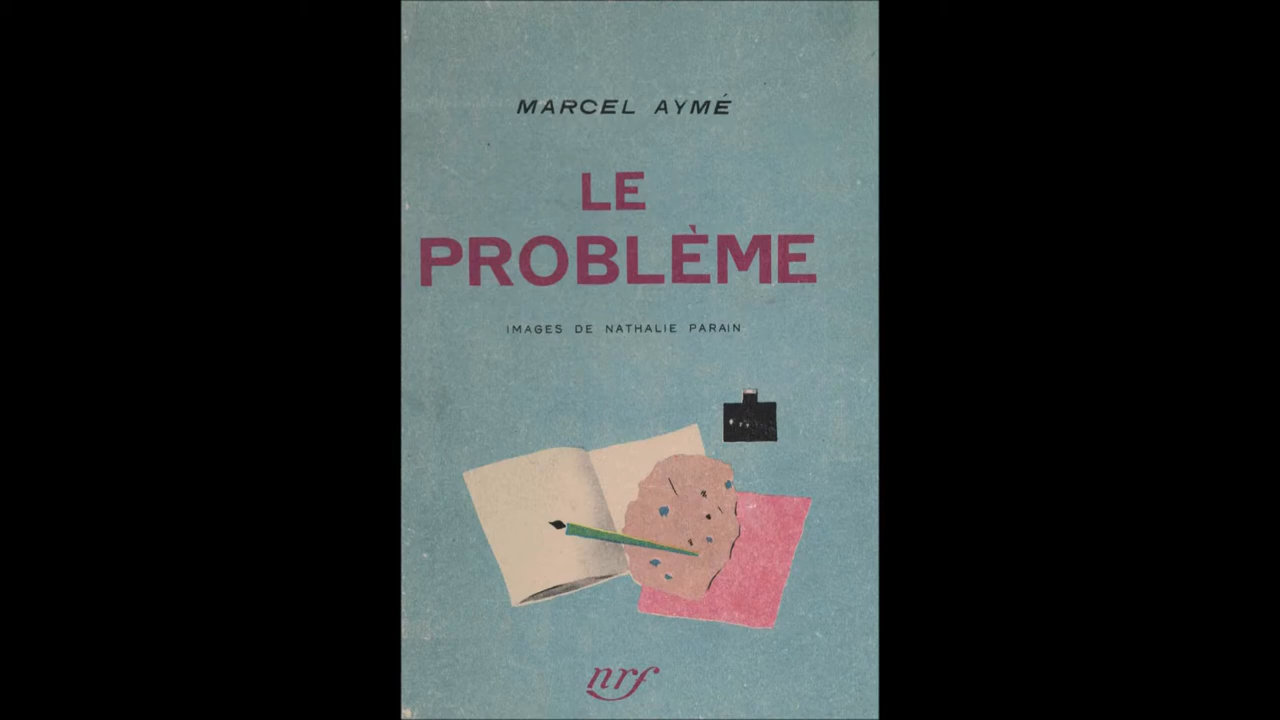 MARCEL AYMÉ
LE
PROBLÈME
IMAGES DE NATHALIE PARAIN
nrf